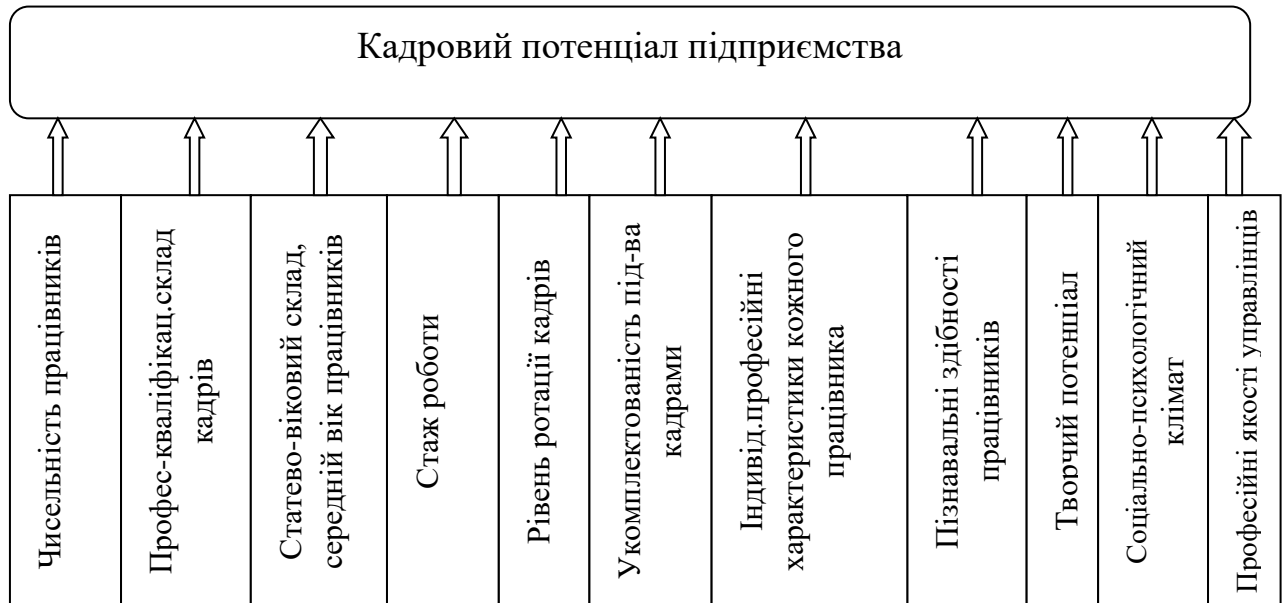 Кадровий потенціал підприємства
Чисельність працівників
Профес-кваліфікац.склад
кадрів
Статево-віковий склад,
середній вік працівників
Стаж роботи
Рівень ротації кадрів
Укомплектованість під-ва
кадрами
Індивід.професійні
характеристики кожного
працівника
Пізнавальні здібності
працівників
Творчий потенціал
Соціально-психологічний
клімат
Професійні якості управлінців